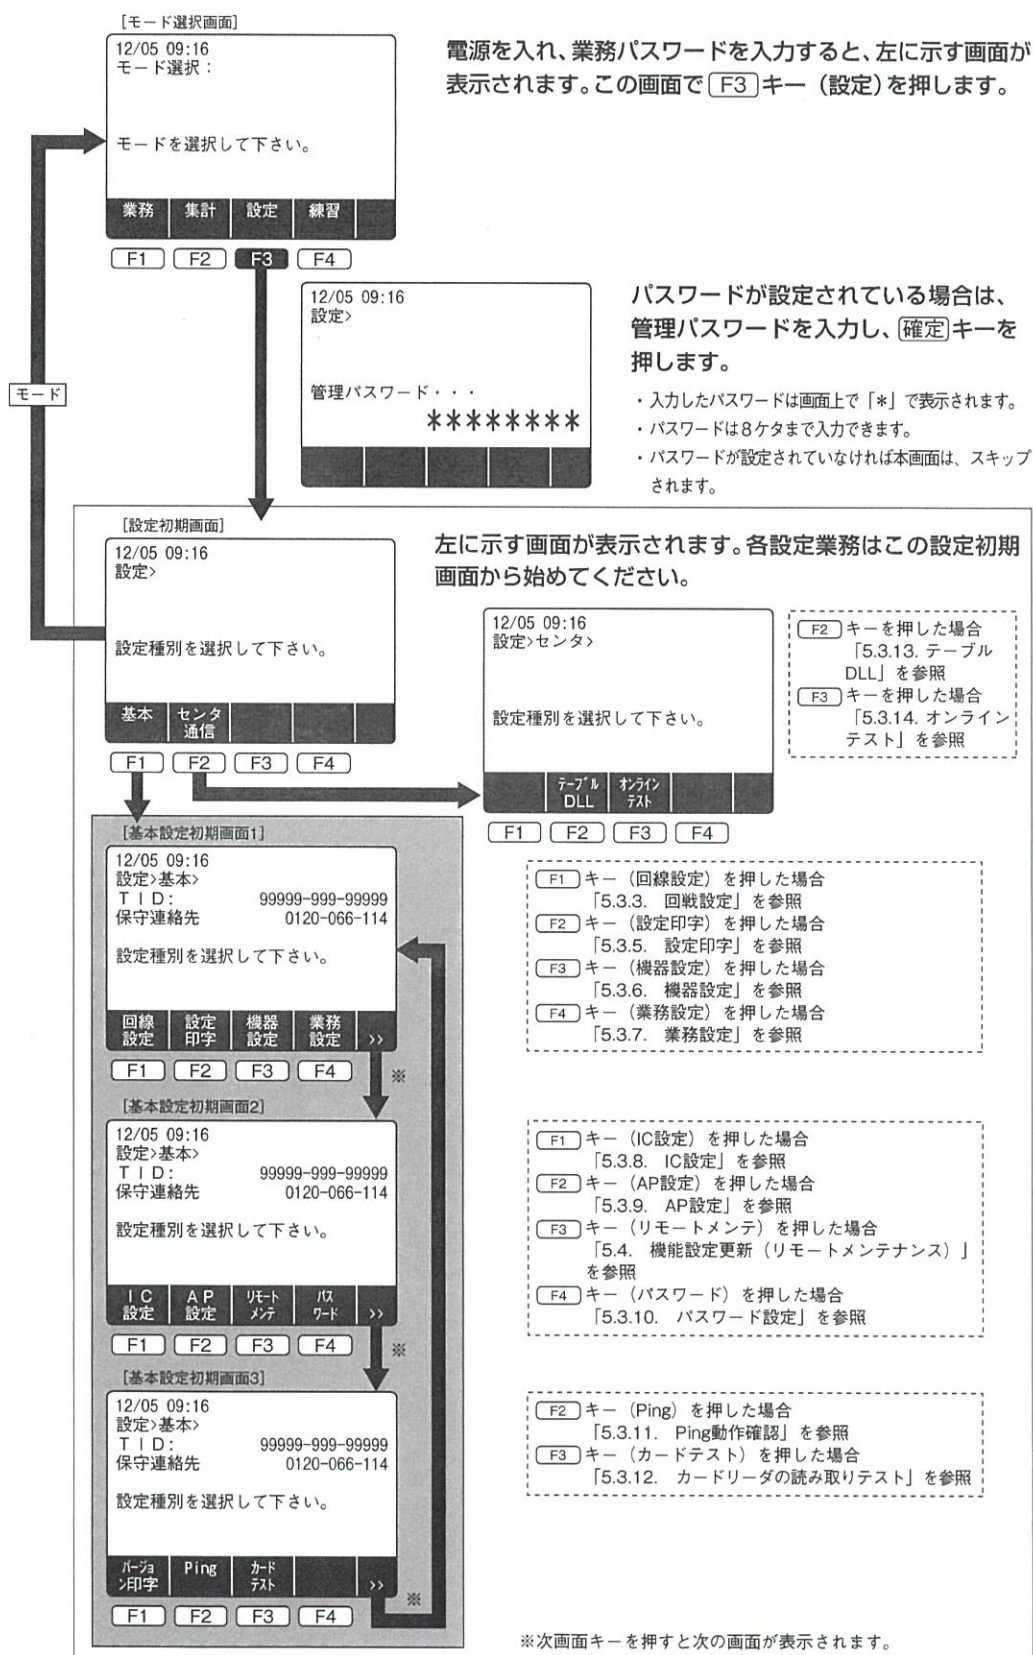 [モード選択画面]
12/05 09:16
モード選択：
モードを選択して下さい。
業務 集計 設定 練習
F1 F2 F3 F4
電源を入れ、業務パスワードを入力すると、左に示す画面が
表示されます。この画面でF3キー（設定）を押します。
12/05 09:16
設定>
管理パスワード・・・
********
パスワードが設定されている場合は、
管理パスワードを入力し、確定キーを
押します。
・入力したパスワードは画面上で「*」で表示されます。
・パスワードは8ケタまで入力できます。
・パスワードが設定されていなければ本画面は、スキップ
されます。
モード
[設定初期画面]
12/05 09:16
設定>
設定種別を選択して下さい。
基本 センタ
通信
F1 F2 F3 F4
左に示す画面が表示されます。各設定業務はこの設定初期
画面から始めてください。
12/05 09:16
設定>センタ>
設定種別を選択して下さい。
テーブル オンライン
DLL テスト
F1 F2 F3 F4
F2キーを押した場合
「5.3.13. テーブル
DLL」を参照
F3キーを押した場合
「5.3.14. オンライン
テスト」を参照
[基本設定初期画面1]
12/05 09:16
設定>基本>
TID： 99999-999-99999
保守連絡先 0120-066-114
設定種別を選択して下さい。
回線 設定 機器 業務
設定 印字 設定 設定 >>
F1 F2 F3 F4 ※
F1キー（回線設定）を押した場合
「5.3.3. 回戦設定」を参照
F2キー（設定印字）を押した場合
「5.3.5. 設定印字」を参照
F3キー（機器設定）を押した場合
「5.3.6. 機器設定」を参照
F4キー（業務設定）を押した場合
「5.3.7. 業務設定」を参照
[基本設定初期画面2]
12/05 09:16
設定>基本>
TID： 99999-999-99999
保守連絡先 0120-066-114
設定種別を選択して下さい。
IC AP リモート パス
設定 設定 メンテ ワード >>
F1 F2 F3 F4 ※
F1キー（IC設定）を押した場合
「5.3.8. IC設定」を参照
F2キー（AP設定）を押した場合
「5.3.9. AP設定」を参照
F3キー（リモートメンテ）を押した場合
「5.4. 機能設定更新（リモートメンテナンス）」
を参照
F4キー（パスワード）を押した場合
「5.3.10. パスワード設定」を参照
[基本設定初期画面3]
12/05 09:16
設定>基本>
TID： 99999-999-99999
保守連絡先 0120-066-114
設定種別を選択して下さい。
バージョ Ping カード
ン印字 テスト >>
F1 F2 F3 F4 ※
F2キー（Ping）を押した場合
「5.3.11. Ping動作確認」を参照
F3キー（カードテスト）を押した場合
「5.3.12. カードリーダの読み取りテスト」を参照
※次画面キーを押すと次の画面が表示されます。